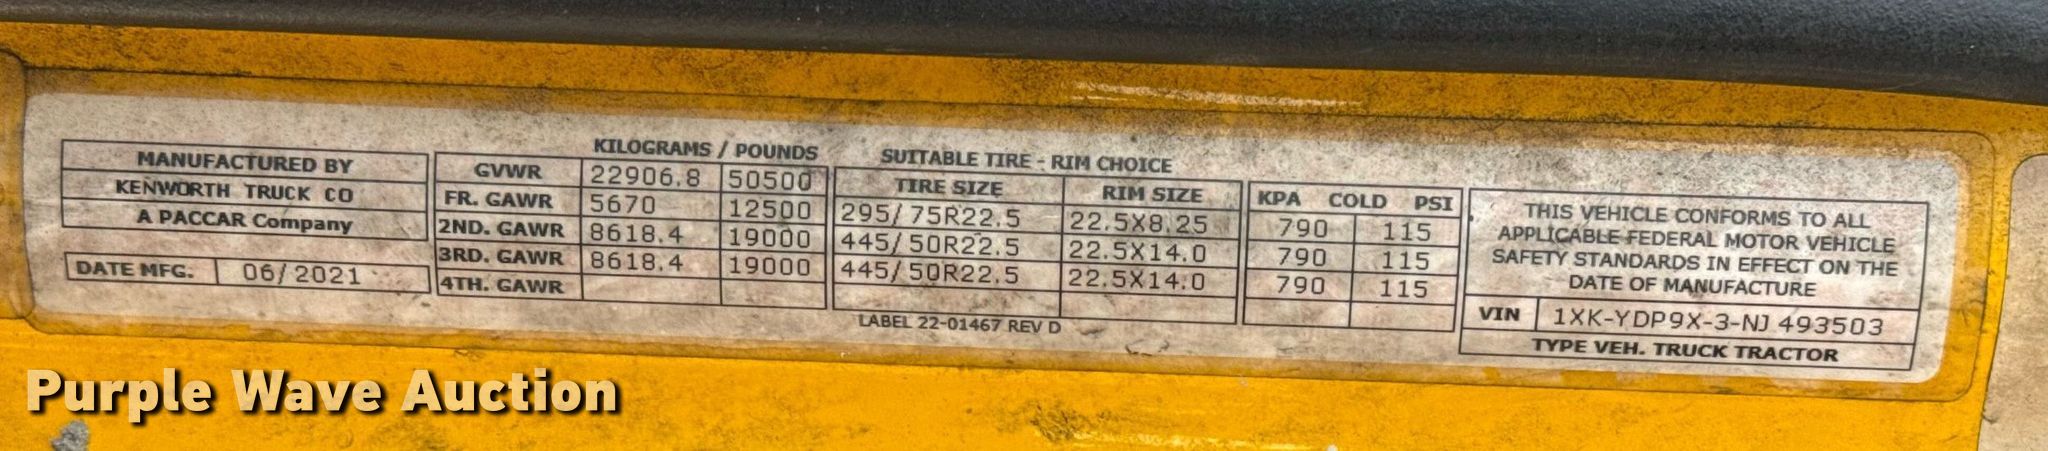 MANUFACTURED BY
KENWORTH TRUCK CO
A PACCAR Company
DATE MFG. 06/2021
KILOGRAMS / POUNDS
GVWR 22906.8 50500
FR. GAWR 5670 12500
2ND. GAWR 8618.4 19000
3RD. GAWR 8618.4 19000
4TH. GAWR
SUITABLE TIRE - RIM CHOICE
TIRE SIZE RIM SIZE
295/75R22.5 22.5X8.25
445/50R22.5 22.5X14.0
445/50R22.5 22.5X14.0
KPA COLD PSI
790 115
790 115
790 115
LABEL 22-01467 REV D
THIS VEHICLE CONFORMS TO ALL
APPLICABLE FEDERAL MOTOR VEHICLE
SAFETY STANDARDS IN EFFECT ON THE
DATE OF MANUFACTURE
VIN 1XK-YDP9X-3-NJ 493503
TYPE VEH. TRUCK TRACTOR
Purple Wave Auction